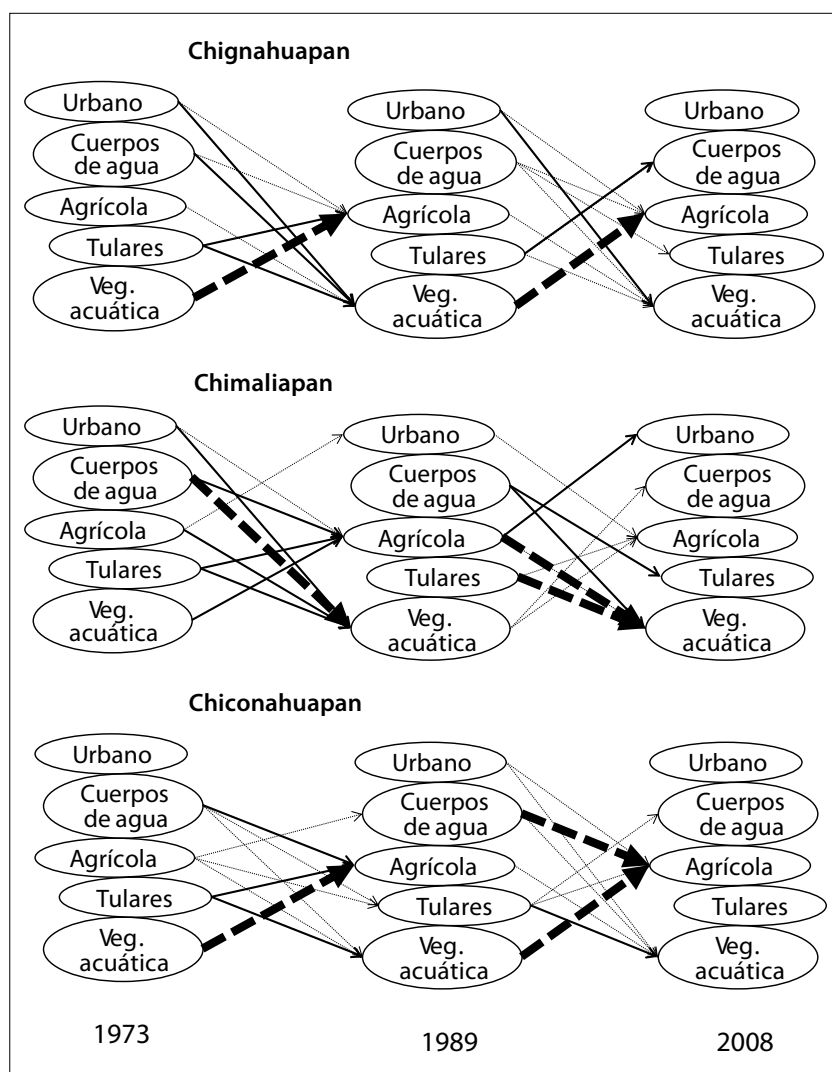 Chignahuapan
Urbano
Cuerpos
de agua
Agrícola
Tulares
Veg.
acuática
Urbano
Cuerpos
de agua
Agrícola
Tulares
Veg.
acuática
Urbano
Cuerpos
de agua
Agrícola
Tulares
Veg.
acuática
Chimaliapan
Urbano
Cuerpos
de agua
Agrícola
Tulares
Veg.
acuática
Urbano
Cuerpos
de agua
Agrícola
Tulares
Veg.
acuática
Urbano
Cuerpos
de agua
Agrícola
Tulares
Veg.
acuática
Chiconahuapan
Urbano
Cuerpos
de agua
Agrícola
Tulares
Veg.
acuática
Urbano
Cuerpos
de agua
Agrícola
Tulares
Veg.
acuática
Urbano
Cuerpos
de agua
Agrícola
Tulares
Veg.
acuática
1973
1989
2008